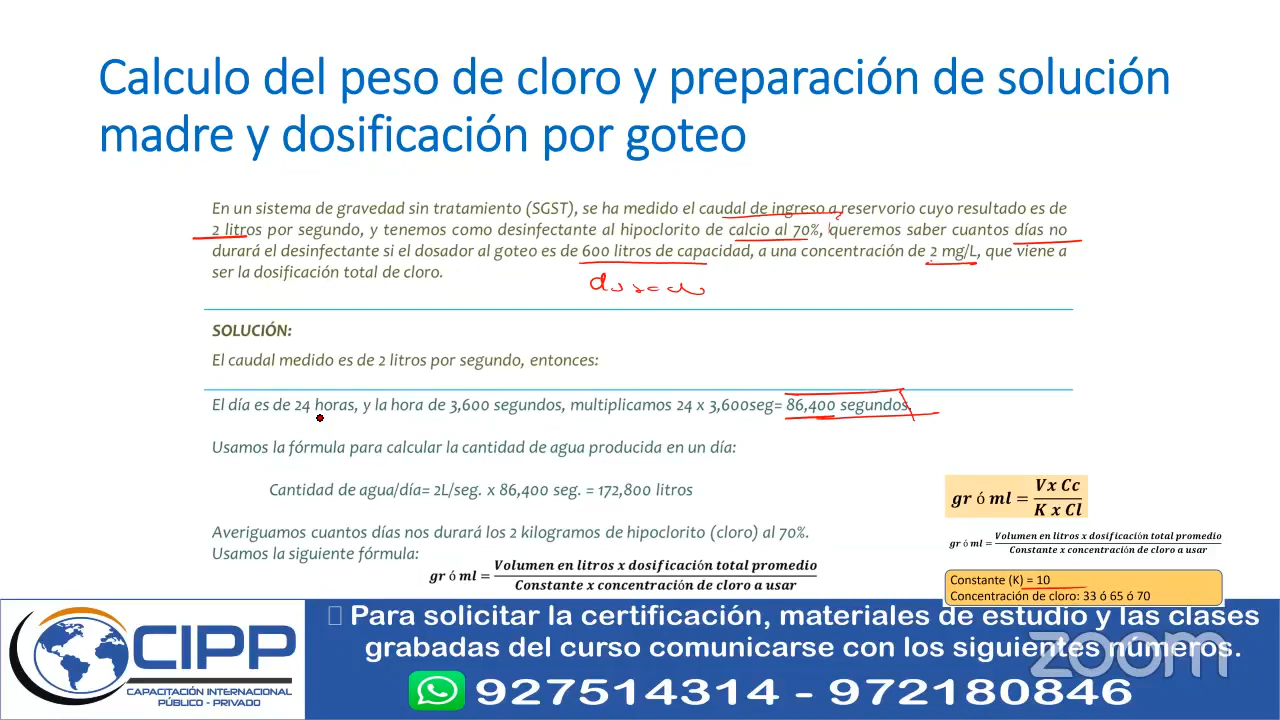 Calculo del peso de cloro y preparación de solución
madre y dosificación por goteo
En un sistema de gravedad sin tratamiento (SGST), se ha medido el caudal de ingreso a reservorio cuyo resultado es de
2 litros por segundo, y tenemos como desinfectante al hipoclorito de calcio al 70%, queremos saber cuantos días no
durará el desinfectante si el dosador al goteo es de 600 litros de capacidad, a una concentración de 2 mg/L, que viene a
ser la dosificación total de cloro.
SOLUCIÓN:
El caudal medido es de 2 litros por segundo, entonces:
El día es de 24 horas, y la hora de 3,600 segundos, multiplicamos 24 x 3,600seg= 86,400 segundos
Usamos la fórmula para calcular la cantidad de agua producida en un día:
Cantidad de agua/día= 2L/seg. x 86,400 seg. = 172,800 litros
Averiguamos cuantos días nos durará los 2 kilogramos de hipoclorito (cloro) al 70%.
Usamos la siguiente fórmula:
gr ó ml = Volumen en litros x dosificación total promedio
Constante x concentración de cloro a usar
gr ó ml = V x Cc
K x Cl
gr ó ml = Volumen en litros x dosificación total promedio
Constante x concentración de cloro a usar
Constante (K) = 10
Concentración de cloro: 33 ó 65 ó 70
CIPP
CAPACITACIÓN INTERNACIONAL
PÚBLICO - PRIVADO
Para solicitar la certificación, materiales de estudio y las clases
grabadas del curso comunicarse con los siguientes números.
927514314 - 972180846
zoom